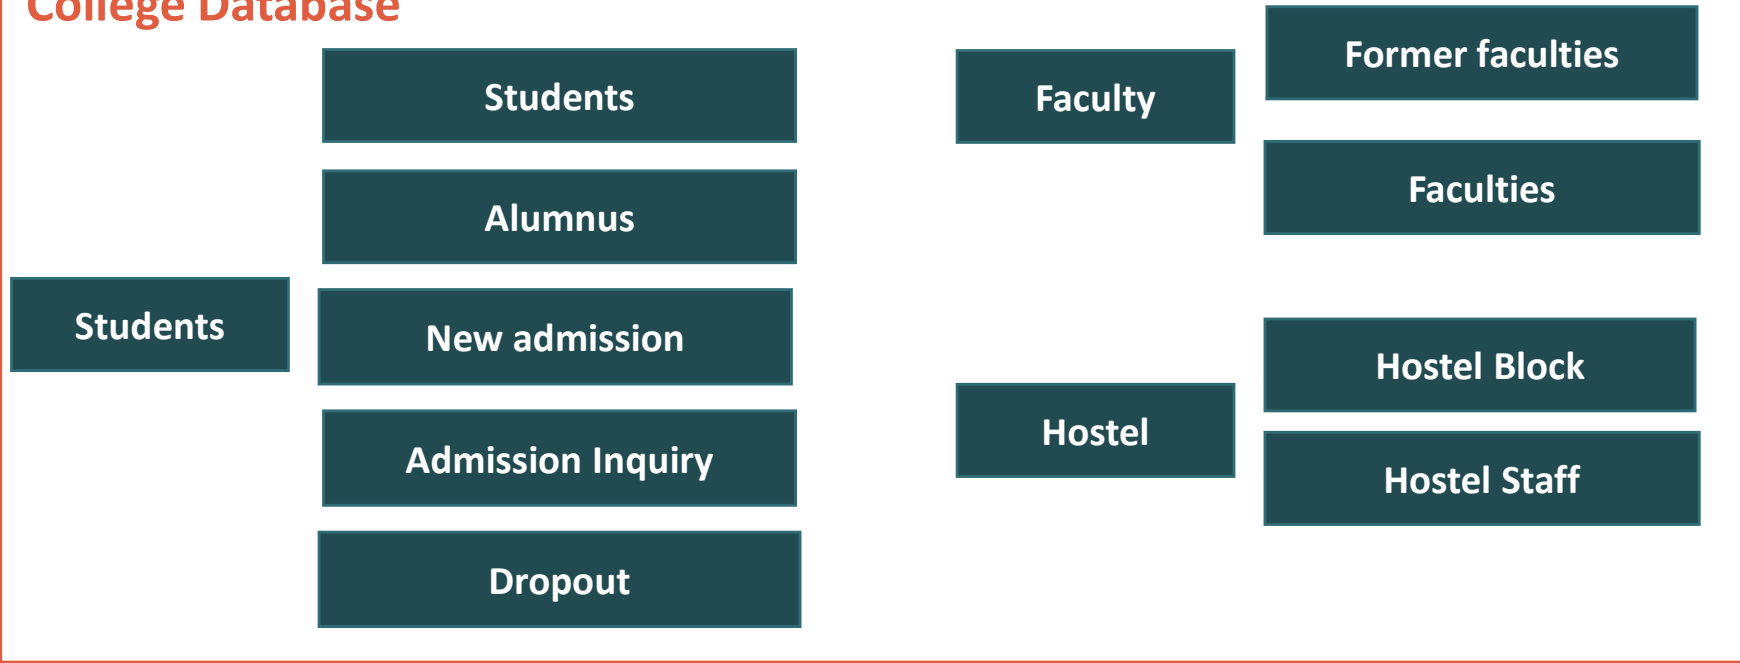 College Database
Students
Students
Alumnus
New admission
Admission Inquiry
Dropout
Faculty
Former faculties
Faculties
Hostel
Hostel Block
Hostel Staff